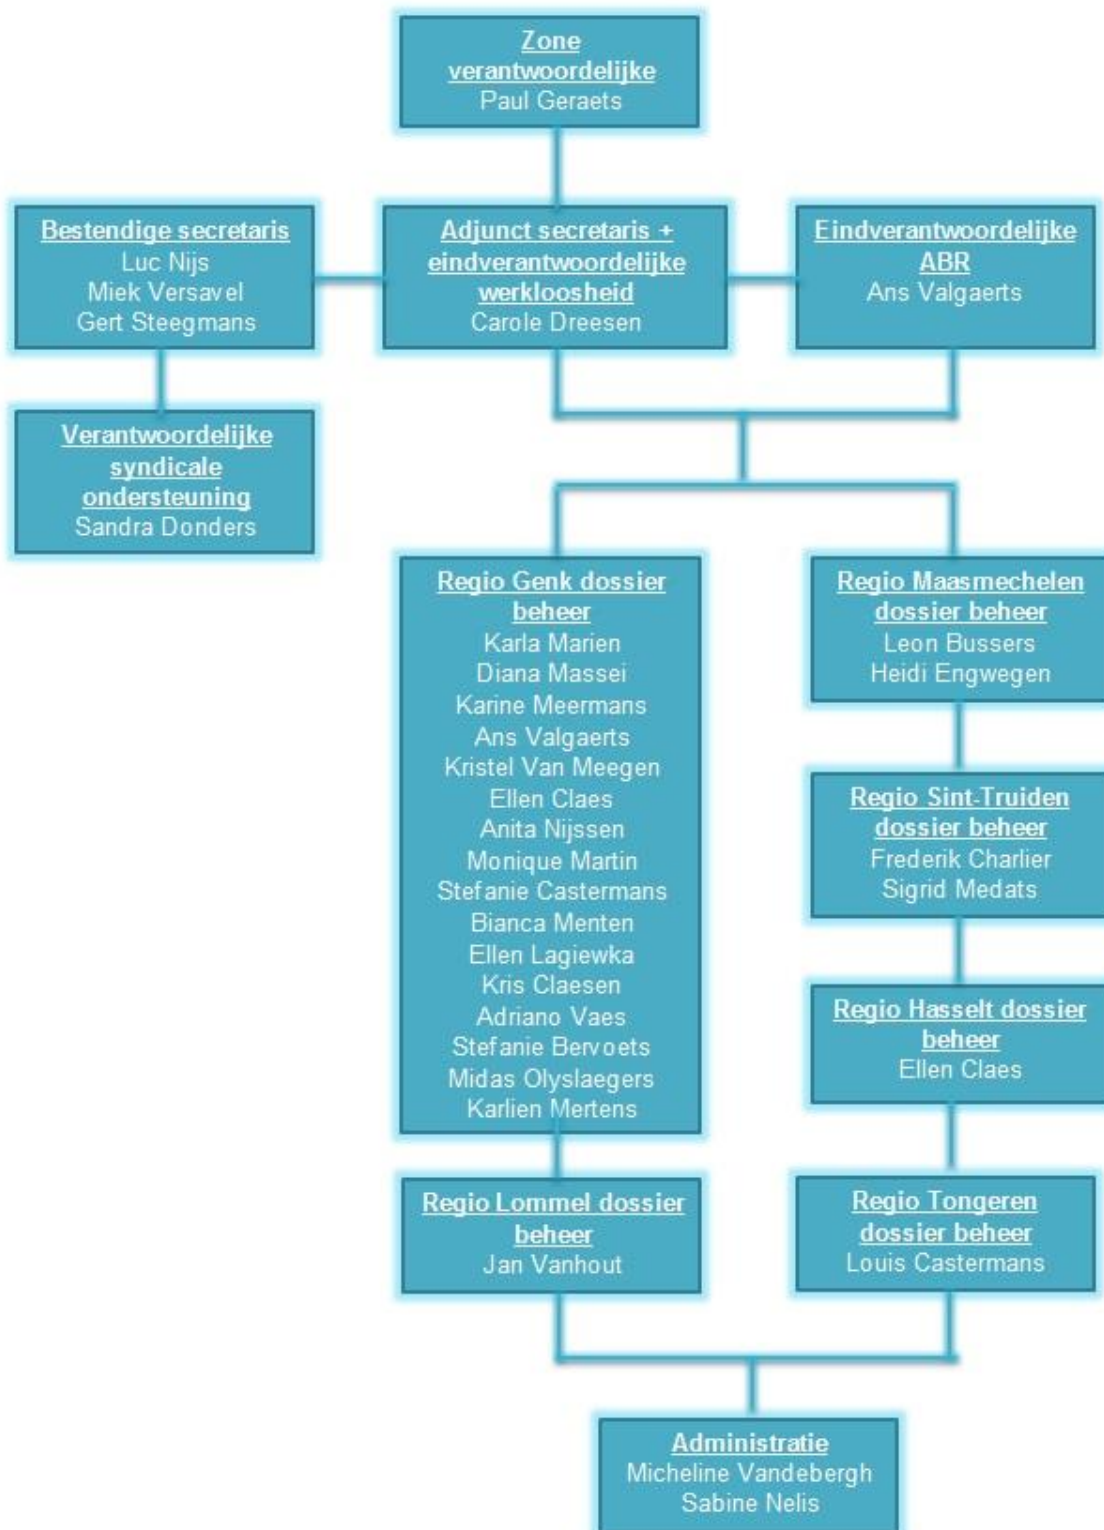 Zone
verantwoordelijke
Paul Geraets
Bestendige secretaris
Luc Nijs
Miek Versavel
Gert Steegmans
Adjunct secretaris +
eindverantwoordelijke
werkloosheid
Carole Dreesen
Eindverantwoordelijke
ABR
Ans Valgaerts
Verantwoordelijke
syndicale
ondersteuning
Sandra Donders
Regio Genk dossier
beheer
Karla Marien
Diana Massei
Karine Meermans
Ans Valgaerts
Kristel Van Meegen
Ellen Claes
Anita Nijssen
Monique Martin
Stefanie Castermans
Bianca Menten
Ellen Lagiewka
Kris Claesen
Adriano Vaes
Stefanie Bervoets
Midas Olyslaegers
Karlien Mertens
Regio Lommel dossier
beheer
Jan Vanhout
Regio Maasmechelen
dossier beheer
Leon Bussers
Heidi Engwegen
Regio Sint-Truiden
dossier beheer
Frederik Charlier
Sigrid Medats
Regio Hasselt dossier
beheer
Ellen Claes
Regio Tongeren
dossier beheer
Louis Castermans
Administratie
Micheline Vandebergh
Sabine Nelis